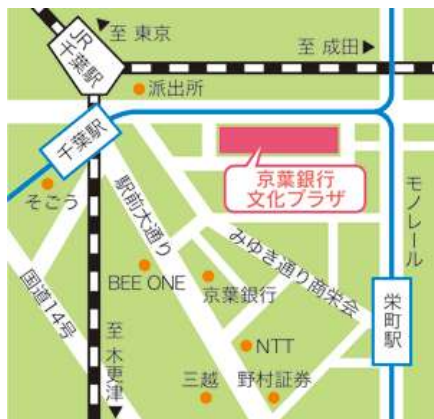 至 東京
JR
千葉駅
至 成田
派出所
千葉駅
京葉銀行
文化プラザ
そごう
駅前大通り
みゆき通り商栄会
モノレール
BEE ONE
京葉銀行
国道14号
栄町駅
至 木更津
NTT
三越
野村証券